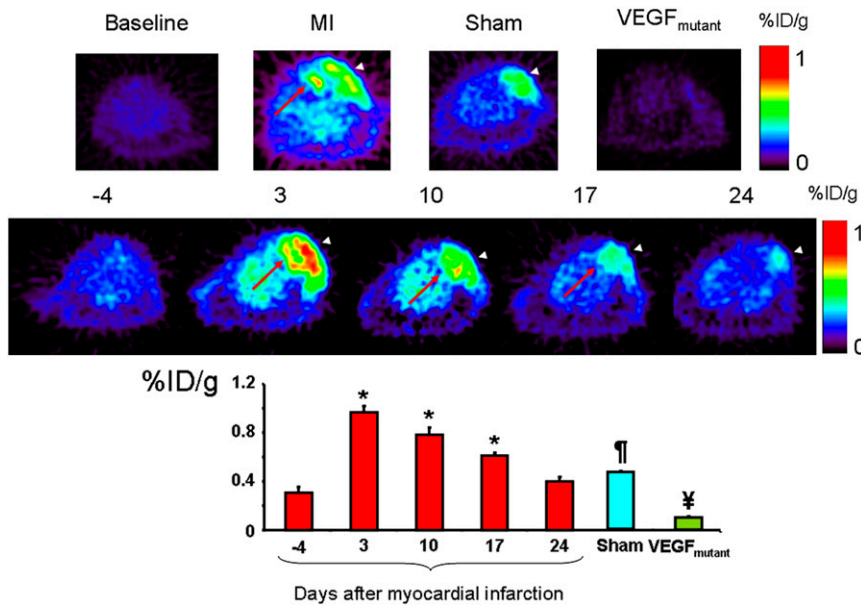 Baseline MI Sham VEGFmutant %ID/g
1
0
-4 3 10 17 24 %ID/g
1
0
%ID/g
1.2
0.8
0.4
0
* * * ¶ ¥
-4 3 10 17 24 Sham VEGFmutant
Days after myocardial infarction